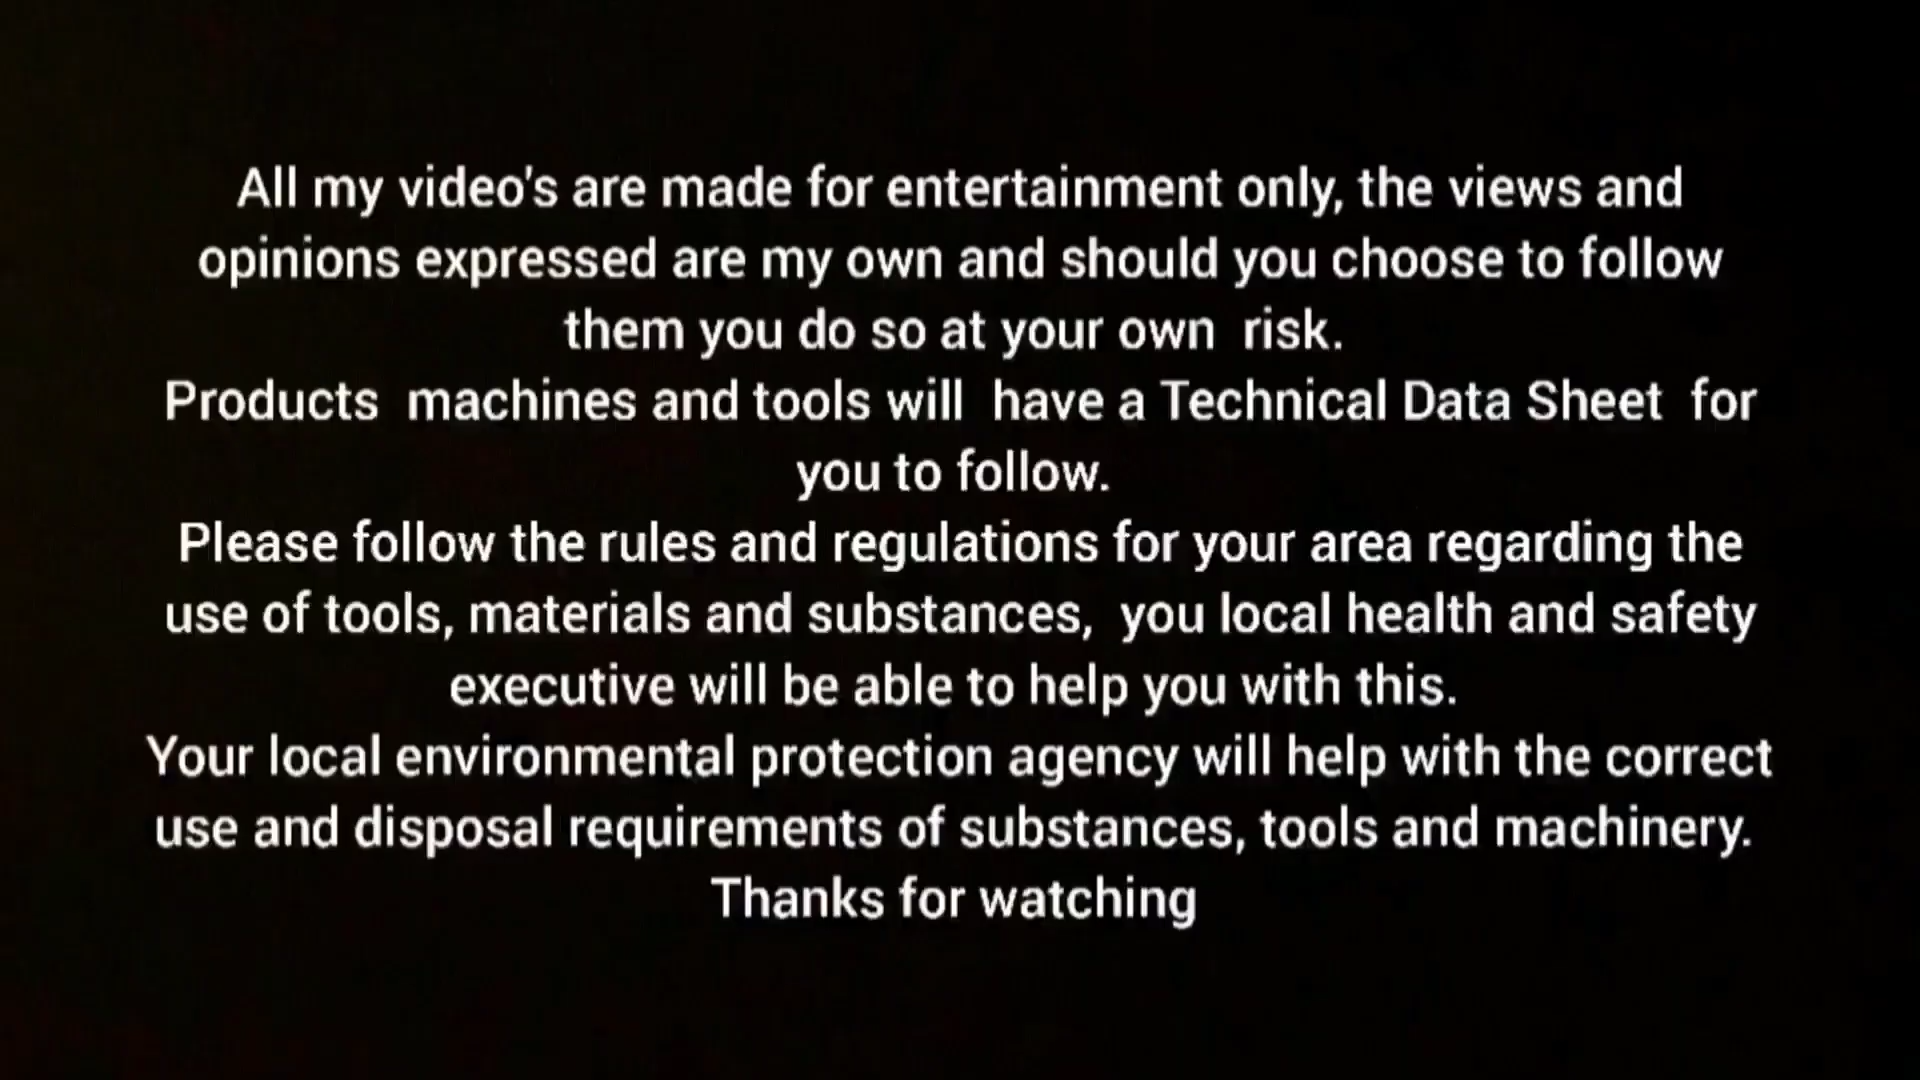 All my video's are made for entertainment only, the views and
opinions expressed are my own and should you choose to follow
them you do so at your own  risk.
Products  machines and tools will  have a Technical Data Sheet  for
you to follow.
Please follow the rules and regulations for your area regarding the
use of tools, materials and substances,  you local health and safety
executive will be able to help you with this.
Your local environmental protection agency will help with the correct
use and disposal requirements of substances, tools and machinery.
Thanks for watching